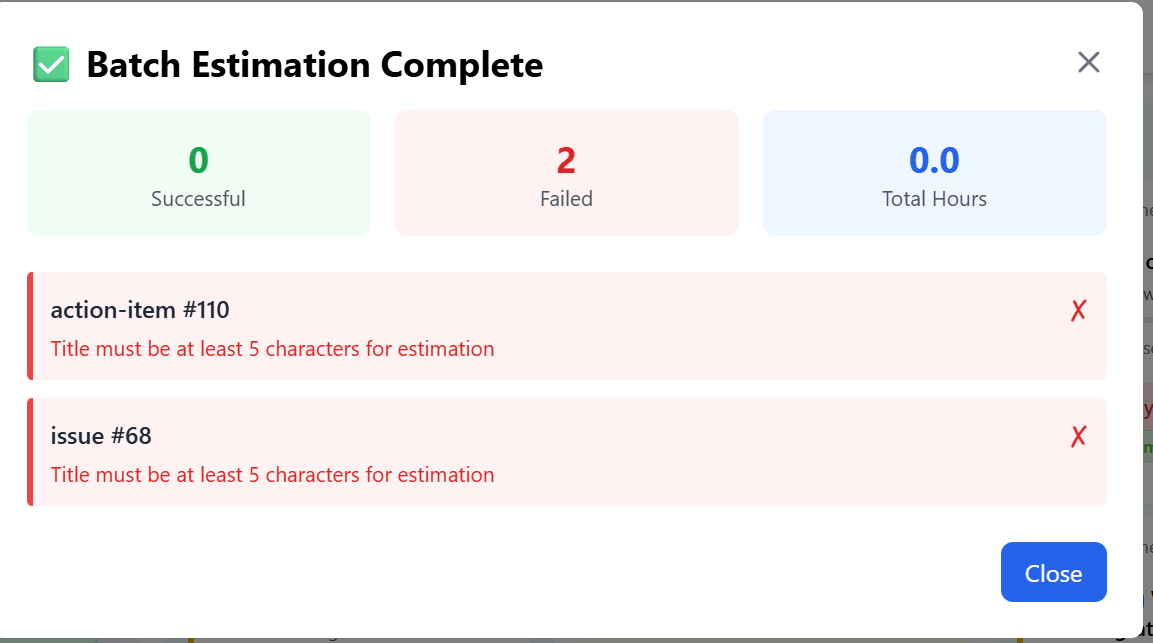 ✅ Batch Estimation Complete
0
Successful
2
Failed
0.0
Total Hours
action-item #110
Title must be at least 5 characters for estimation
issue #68
Title must be at least 5 characters for estimation
Close